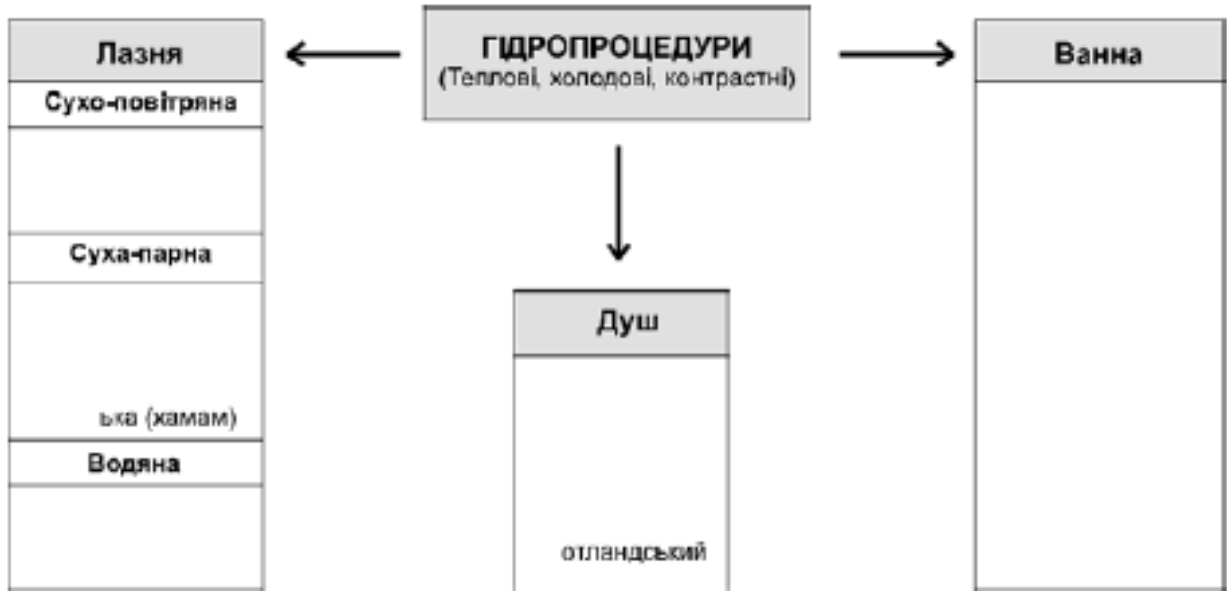 Лазня
Сухо-повітряна
Суха-парна
ька (хамам)
Водяна
ГІДРОПРОЦЕДУРИ
(Теплові, холодові, контрастні)
Душ
отландський
Ванна